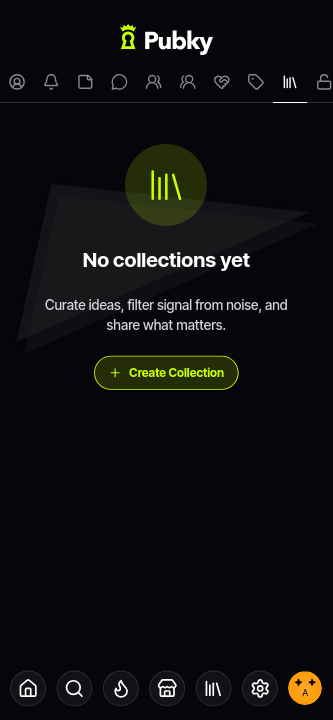 Pubky
No collections yet
Curate ideas, filter signal from noise, and
share what matters.
+ Create Collection
A